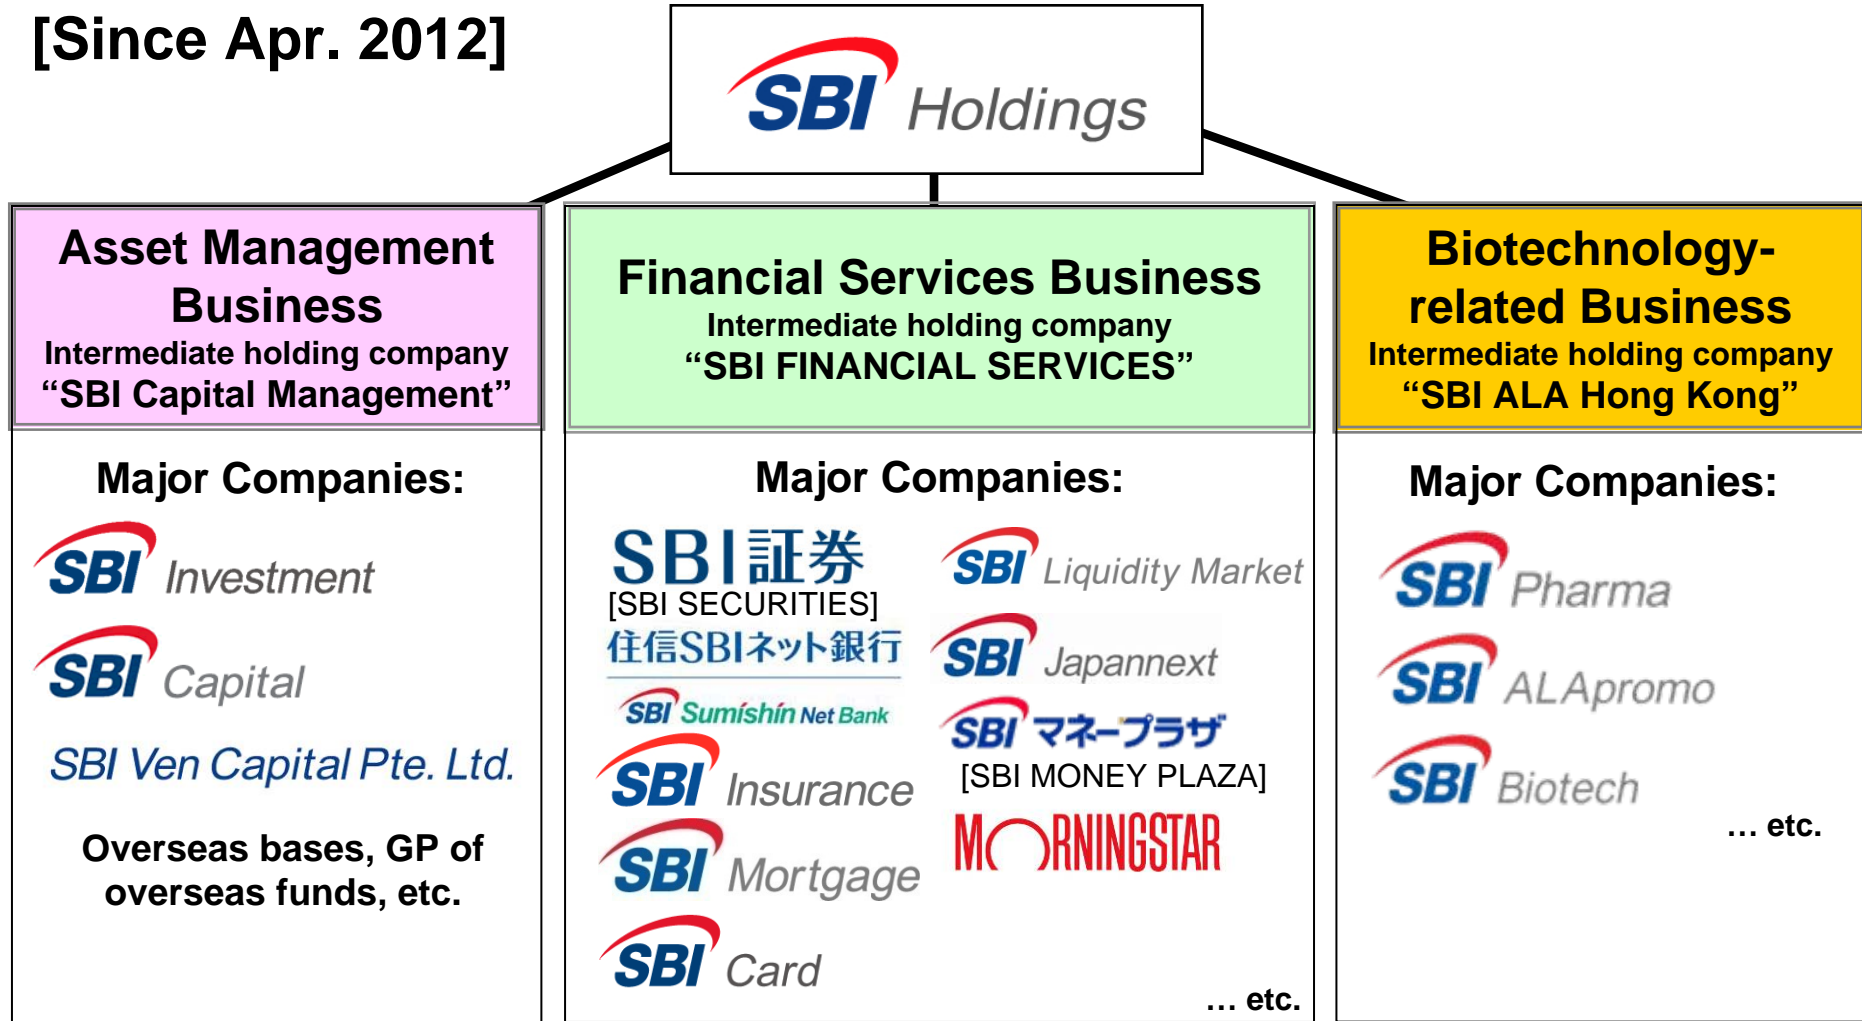 [Since Apr. 2012]
SBI Holdings
Asset Management
Business
Intermediate holding company
“SBI Capital Management”
Major Companies:
SBI Investment
SBI Capital
SBI Ven Capital Pte. Ltd.
Overseas bases, GP of
overseas funds, etc.
Financial Services Business
Intermediate holding company
“SBI FINANCIAL SERVICES”
Major Companies:
SBI証券
[SBI SECURITIES]
住信SBIネット銀行
SBI Sumishin Net Bank
SBI Insurance
SBI Mortgage
SBI Card
SBI Liquidity Market
SBI Japannext
SBI マネープラザ
[SBI MONEY PLAZA]
MORNINGSTAR
… etc.
Biotechnology-
related Business
Intermediate holding company
“SBI ALA Hong Kong”
Major Companies:
SBI Pharma
SBI ALApromo
SBI Biotech
… etc.